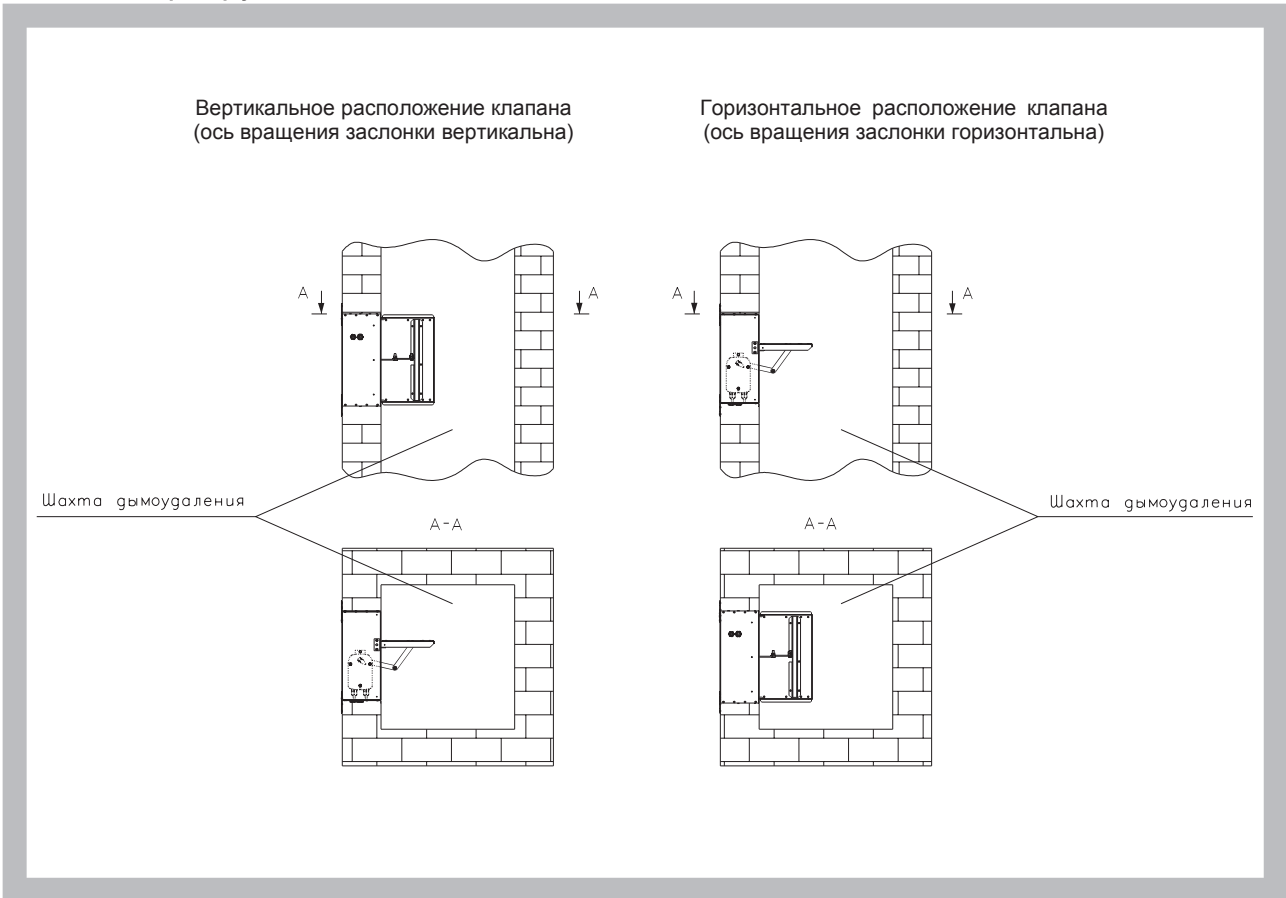 Вертикальное расположение клапана
(ось вращения заслонки вертикальна)
Горизонтальное расположение клапана
(ось вращения заслонки горизонтальна)
А А
А А
Шахта дымоудаления
Шахта дымоудаления
А-А
А-А